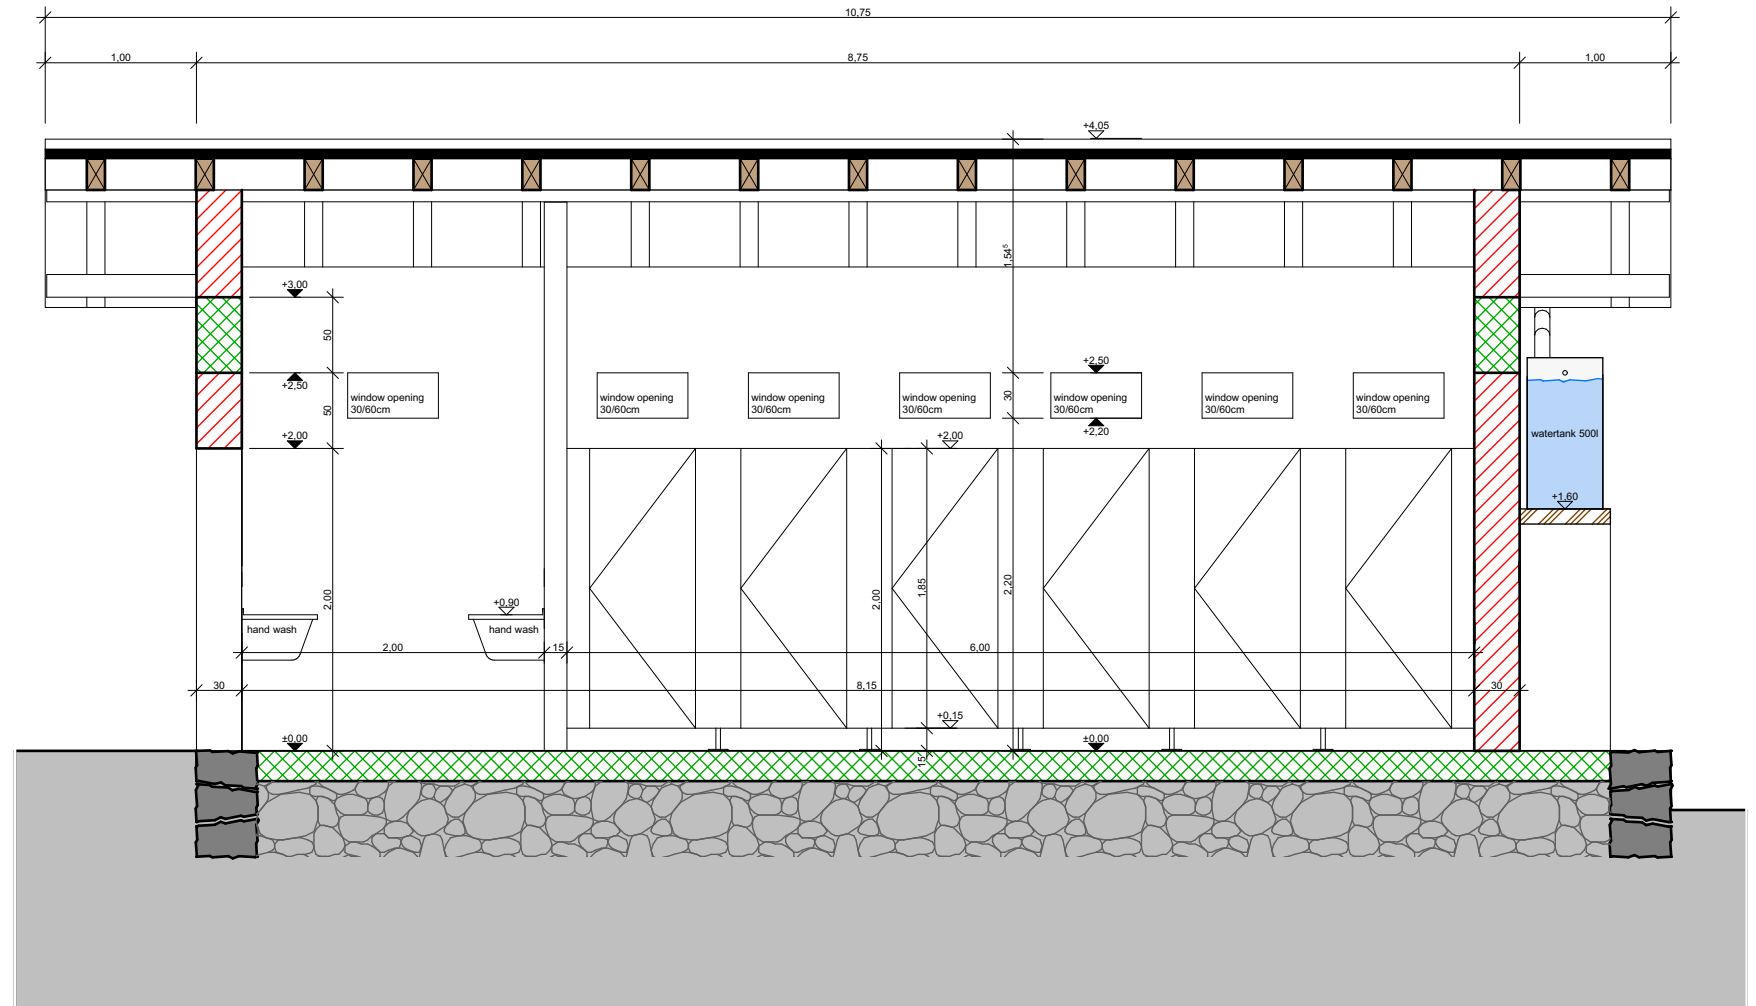 10,75
1,00
8,75
1,00
+4,05
1,54⁵
+3,00
50
+2,50
50
+2,00
window opening
30/60cm
window opening
30/60cm
window opening
30/60cm
window opening
30/60cm
+2,50
30
window opening
30/60cm
+2,20
window opening
30/60cm
window opening
30/60cm
watertank 500l
+1,60
+2,00
2,00
2,00
1,85
2,20
+0,90
hand wash
hand wash
2,00
15
6,00
30
8,15
30
+0,15
±0,00
±0,00
15